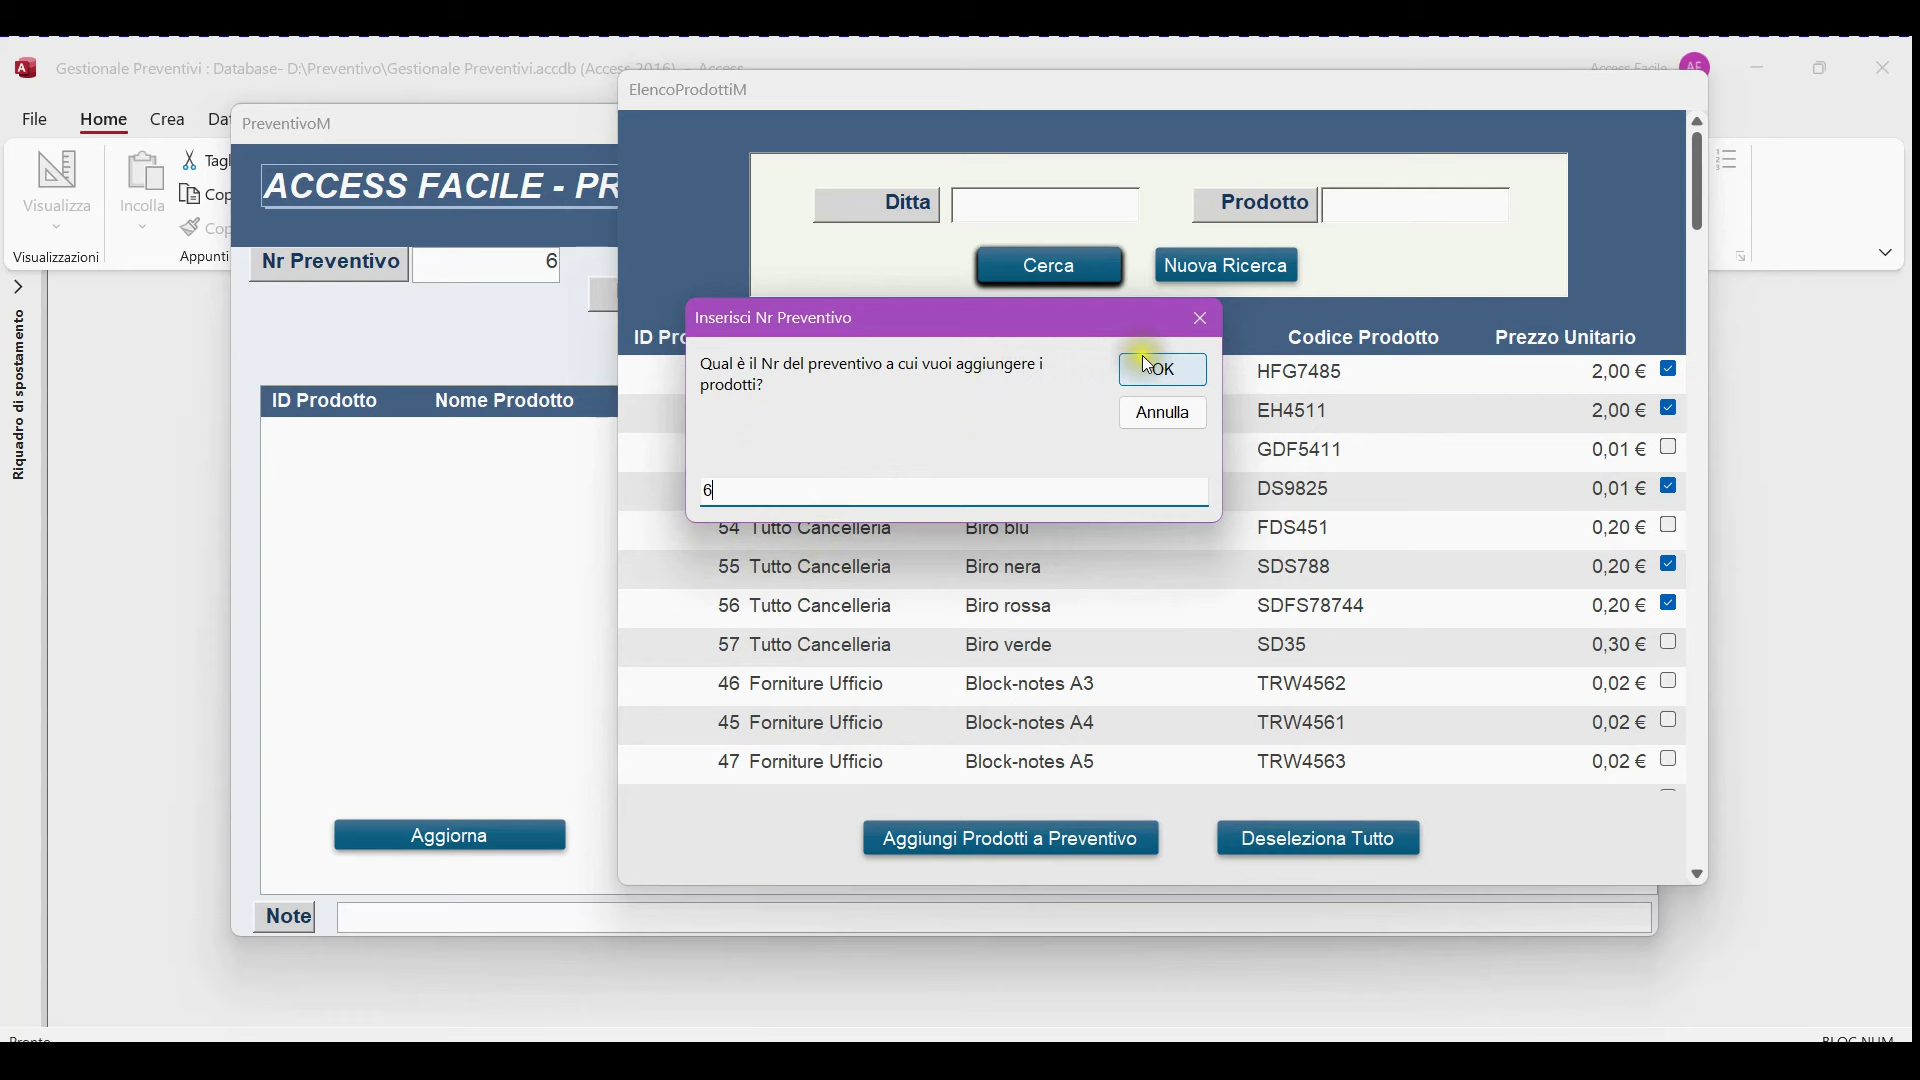 Gestionale Preventivi : Database- D:\Preventivo\Gestionale Preventivi.accdb (Access 2016) - Access
Access Facile
AF
File
Home
Crea
Visualizza
Incolla
Visualizzazioni
Appunti
Riquadro di spostamento
PreventivoM
ACCESS FACILE - PR
Nr Preventivo
6
ID Prodotto
Nome Prodotto
Aggiorna
Note
ElencoProdottiM
Ditta
Prodotto
Cerca
Nuova Ricerca
Codice Prodotto
Prezzo Unitario
Inserisci Nr Preventivo
Qual è il Nr del preventivo a cui vuoi aggiungere i
prodotti?
OK
Annulla
6
HFG7485 2,00 €
EH4511 2,00 €
GDF5411 0,01 €
DS9825 0,01 €
54 Tutto Cancelleria Biro blu FDS451 0,20 €
55 Tutto Cancelleria Biro nera SDS788 0,20 €
56 Tutto Cancelleria Biro rossa SDFS78744 0,20 €
57 Tutto Cancelleria Biro verde SD35 0,30 €
46 Forniture Ufficio Block-notes A3 TRW4562 0,02 €
45 Forniture Ufficio Block-notes A4 TRW4561 0,02 €
47 Forniture Ufficio Block-notes A5 TRW4563 0,02 €
Aggiungi Prodotti a Preventivo
Deseleziona Tutto
Pronto
BLOC NUM